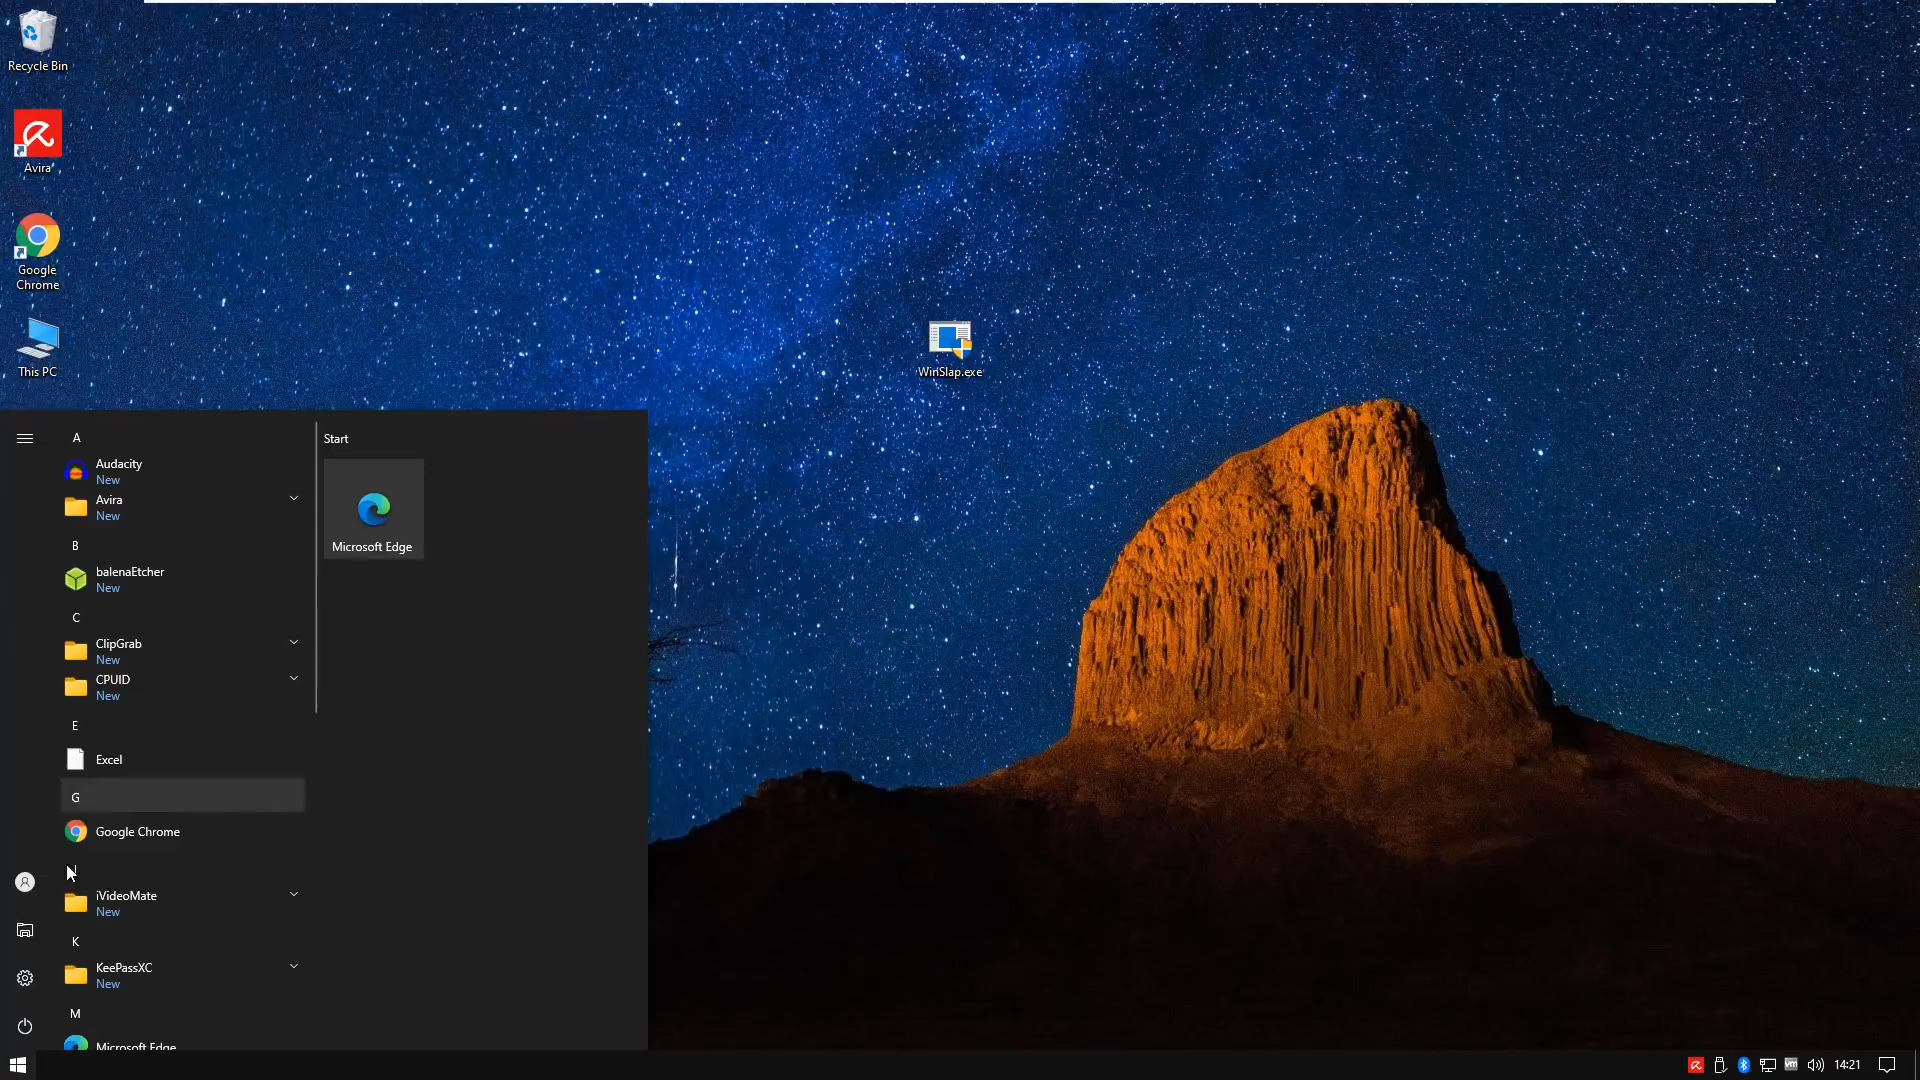 Recycle Bin
Avira
Google
Chrome
This PC
WinSlap.exe
A
Audacity
New
Avira
New
B
balenaEtcher
New
C
ClipGrab
New
CPUID
New
E
Excel
G
Google Chrome
iVideoMate
New
K
KeePassXC
New
M
Microsoft Edge
Start
Microsoft Edge
vm
14:21